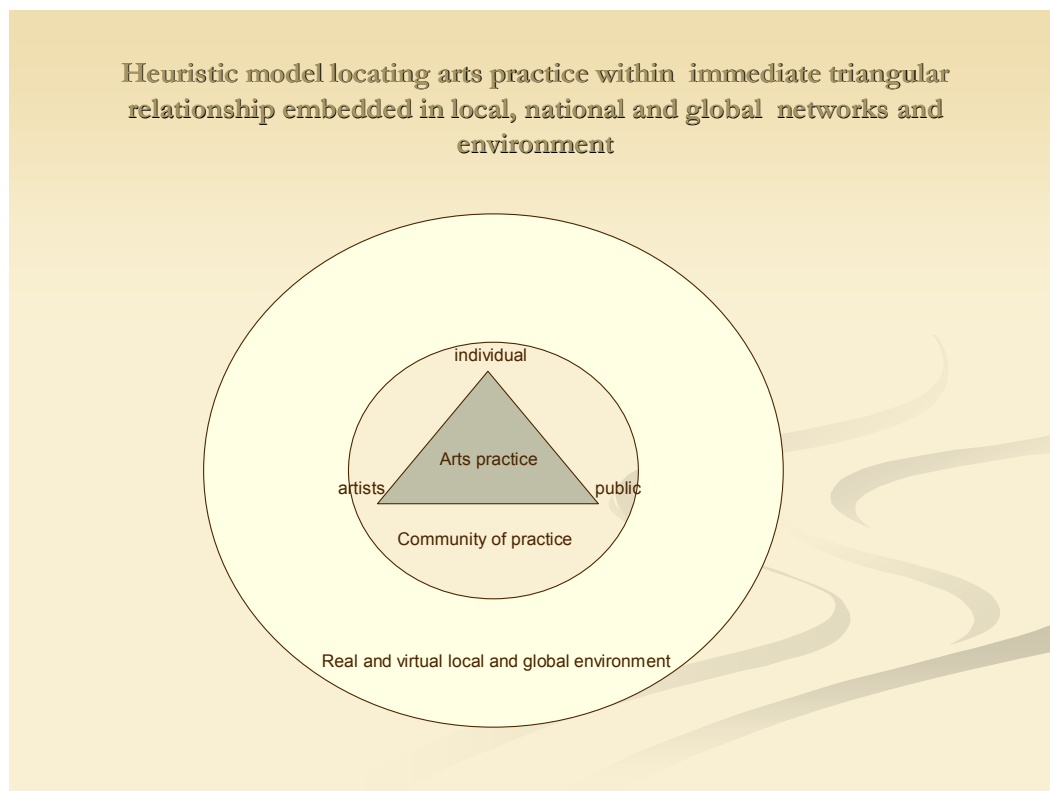 Heuristic model locating arts practice within immediate triangular
relationship embedded in local, national and global networks and
environment
individual
Arts practice
artists public
Community of practice
Real and virtual local and global environment